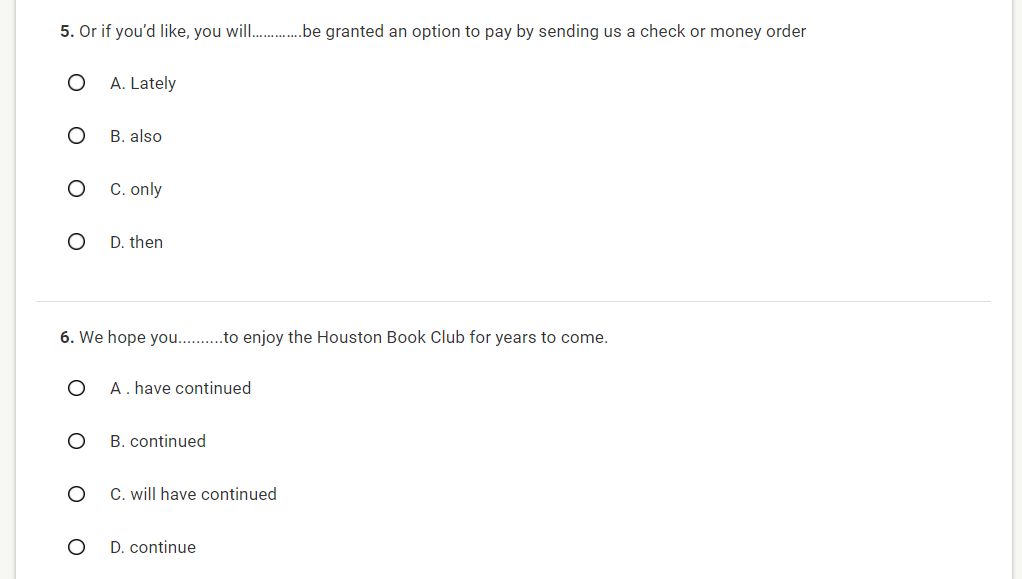 5. Or if you’d like, you will.............be granted an option to pay by sending us a check or money order
A. Lately
B. also
C. only
D. then
6. We hope you..........to enjoy the Houston Book Club for years to come.
A . have continued
B. continued
C. will have continued
D. continue